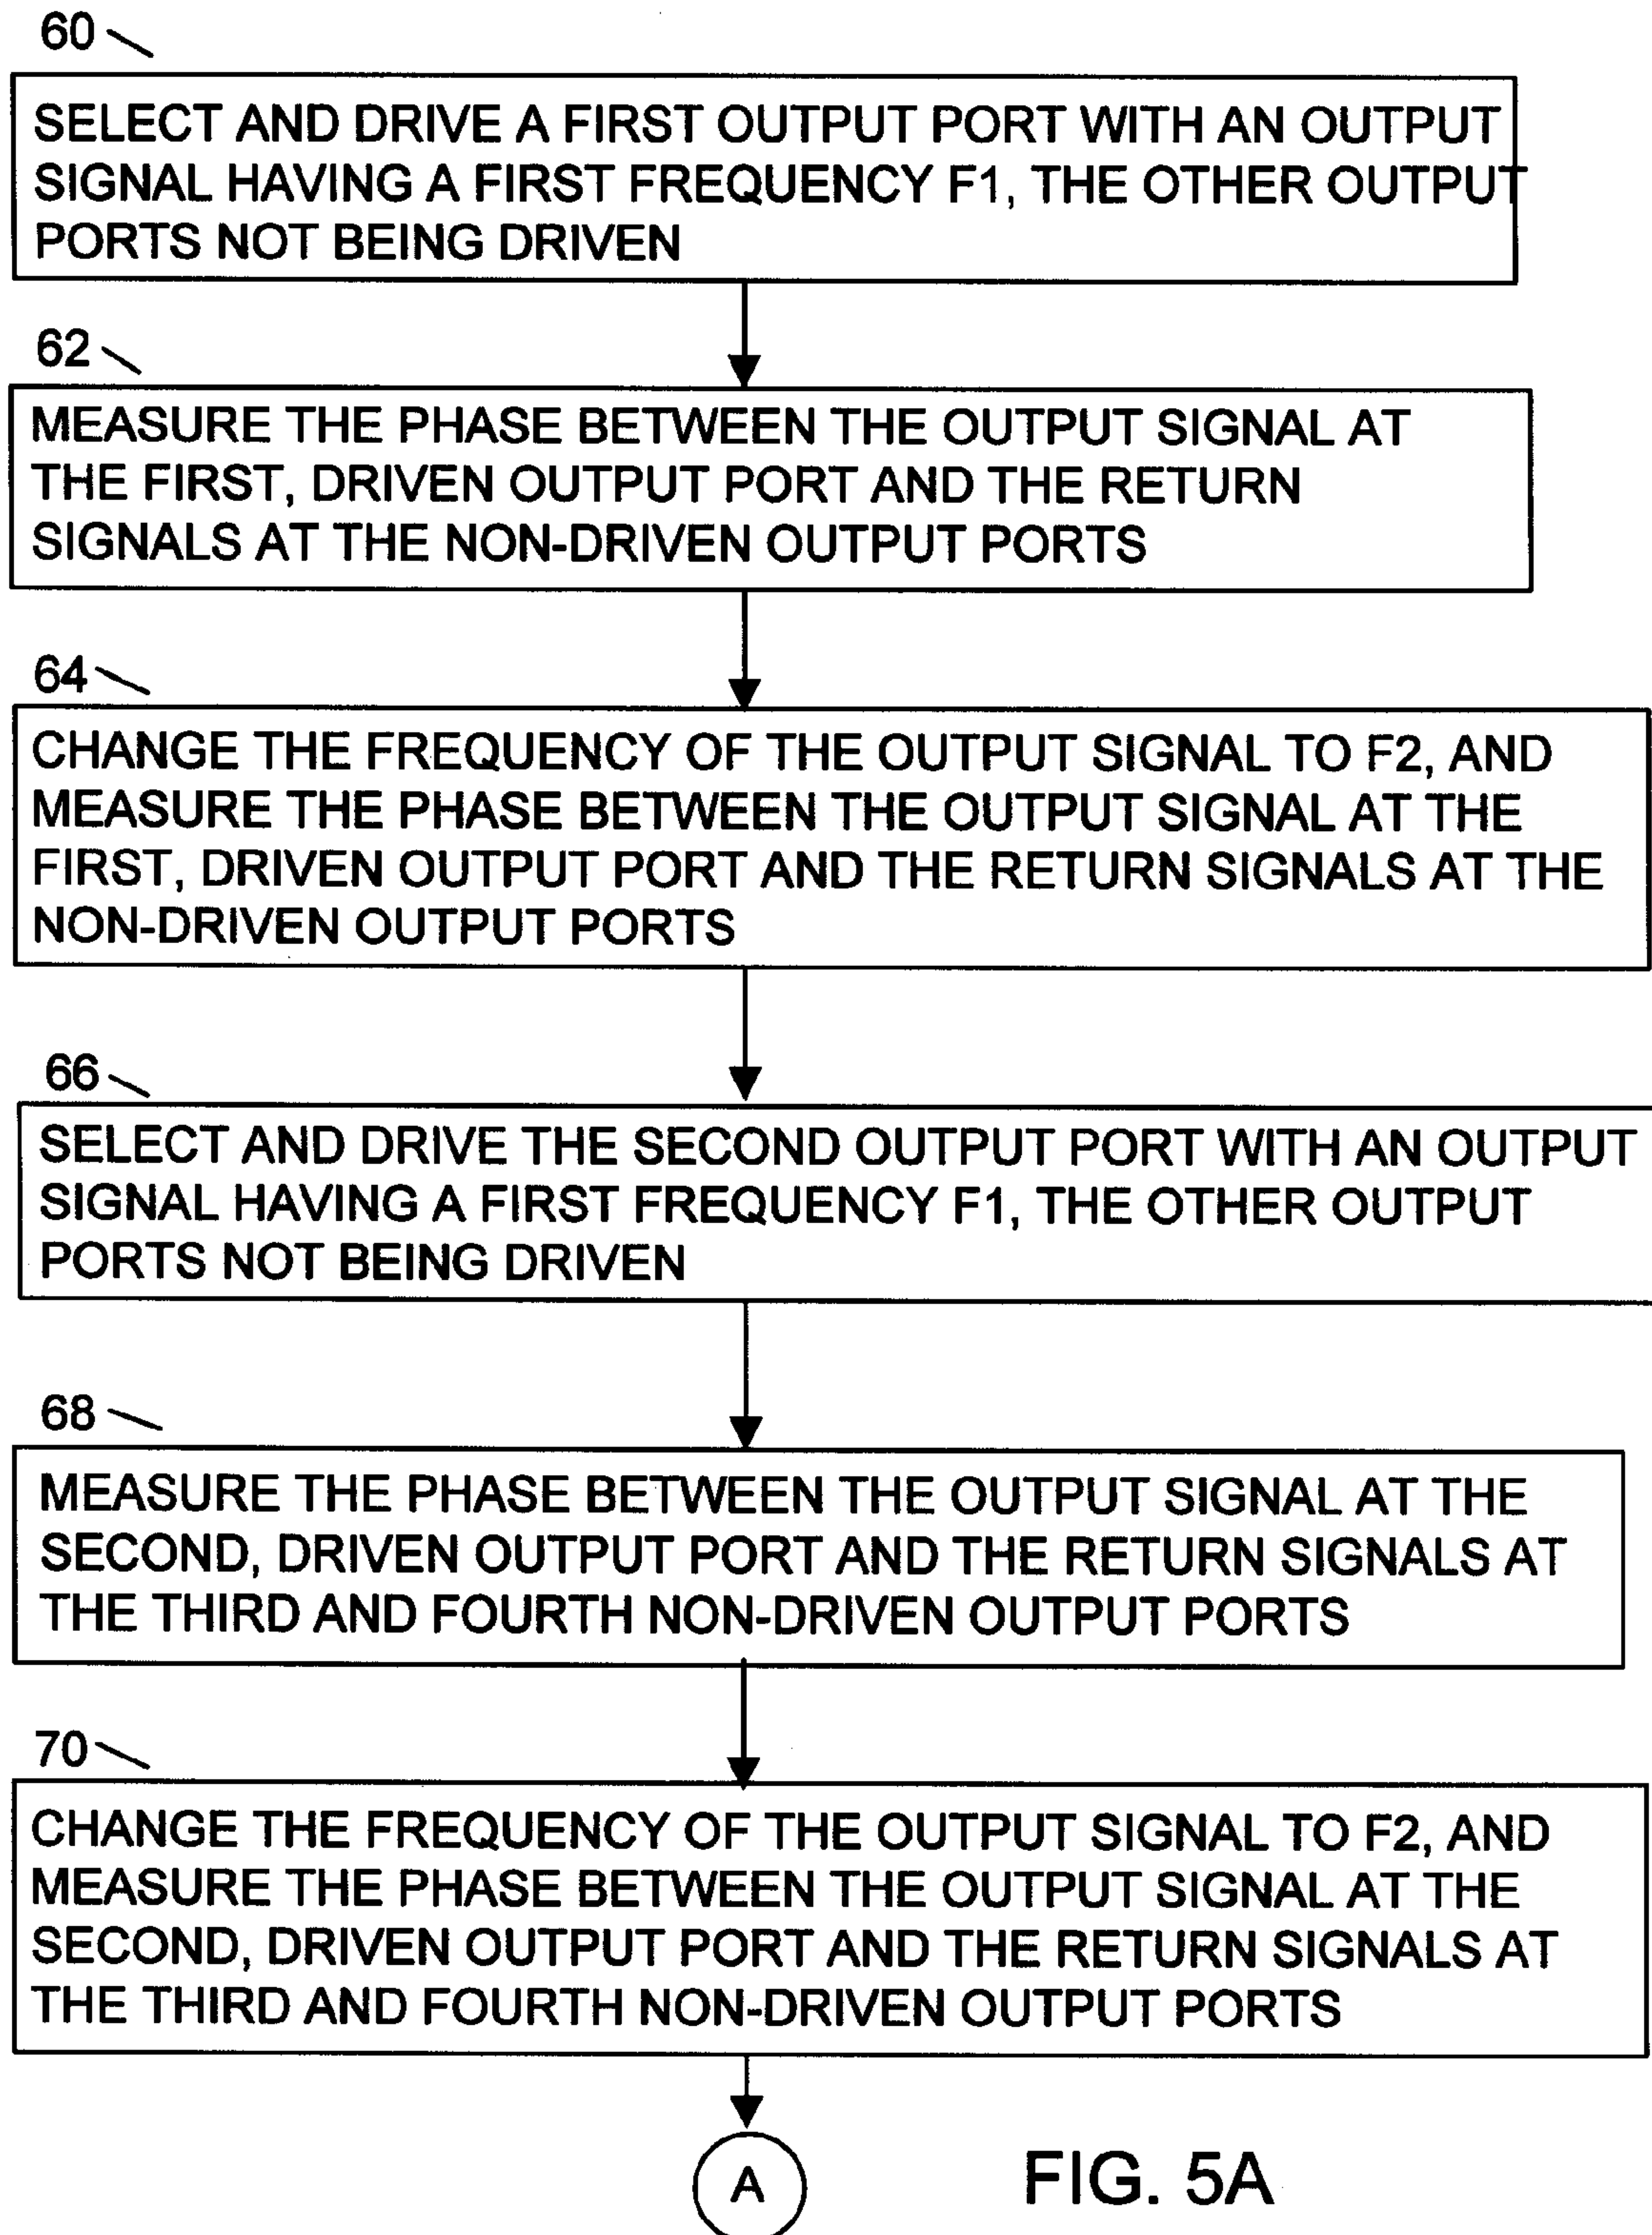 60
SELECT AND DRIVE A FIRST OUTPUT PORT WITH AN OUTPUT
SIGNAL HAVING A FIRST FREQUENCY F1, THE OTHER OUTPUT
PORTS NOT BEING DRIVEN
62
MEASURE THE PHASE BETWEEN THE OUTPUT SIGNAL AT
THE FIRST, DRIVEN OUTPUT PORT AND THE RETURN
SIGNALS AT THE NON-DRIVEN OUTPUT PORTS
64
CHANGE THE FREQUENCY OF THE OUTPUT SIGNAL TO F2, AND
MEASURE THE PHASE BETWEEN THE OUTPUT SIGNAL AT THE
FIRST, DRIVEN OUTPUT PORT AND THE RETURN SIGNALS AT THE
NON-DRIVEN OUTPUT PORTS
66
SELECT AND DRIVE THE SECOND OUTPUT PORT WITH AN OUTPUT
SIGNAL HAVING A FIRST FREQUENCY F1, THE OTHER OUTPUT
PORTS NOT BEING DRIVEN
68
MEASURE THE PHASE BETWEEN THE OUTPUT SIGNAL AT THE
SECOND, DRIVEN OUTPUT PORT AND THE RETURN SIGNALS AT
THE THIRD AND FOURTH NON-DRIVEN OUTPUT PORTS
70
CHANGE THE FREQUENCY OF THE OUTPUT SIGNAL TO F2, AND
MEASURE THE PHASE BETWEEN THE OUTPUT SIGNAL AT THE
SECOND, DRIVEN OUTPUT PORT AND THE RETURN SIGNALS AT
THE THIRD AND FOURTH NON-DRIVEN OUTPUT PORTS
A
FIG. 5A